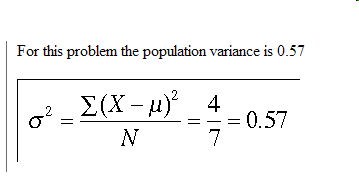 For this problem the population variance is 0.57
σ² = Σ(X − μ)² / N = 4 / 7 = 0.57